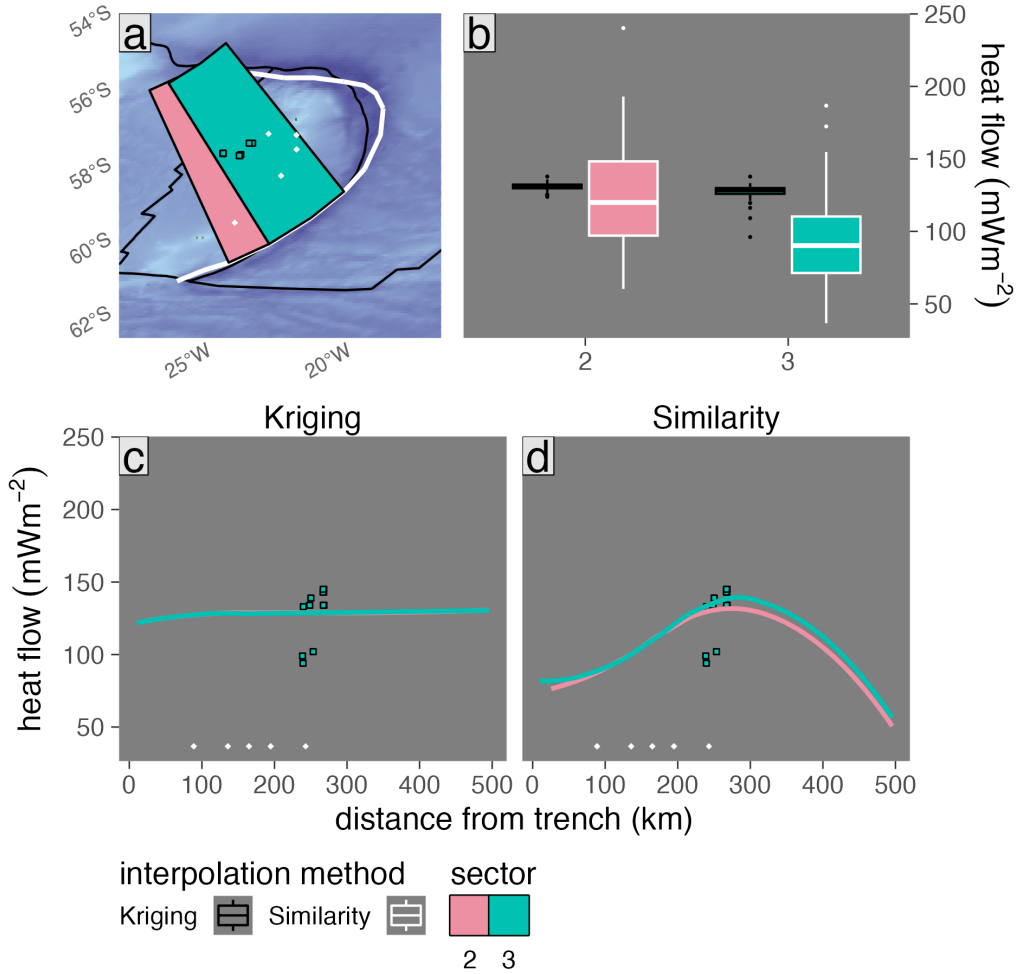 a
54°S
56°S
58°S
60°S
62°S
25°W
20°W
b
250
200
150
100
50
heat flow (mWm⁻²)
2
3
Kriging
Similarity
c
d
250
200
150
100
50
heat flow (mWm⁻²)
0 100 200 300 400 500
0 100 200 300 400 500
distance from trench (km)
interpolation method
Kriging
Similarity
sector
2 3